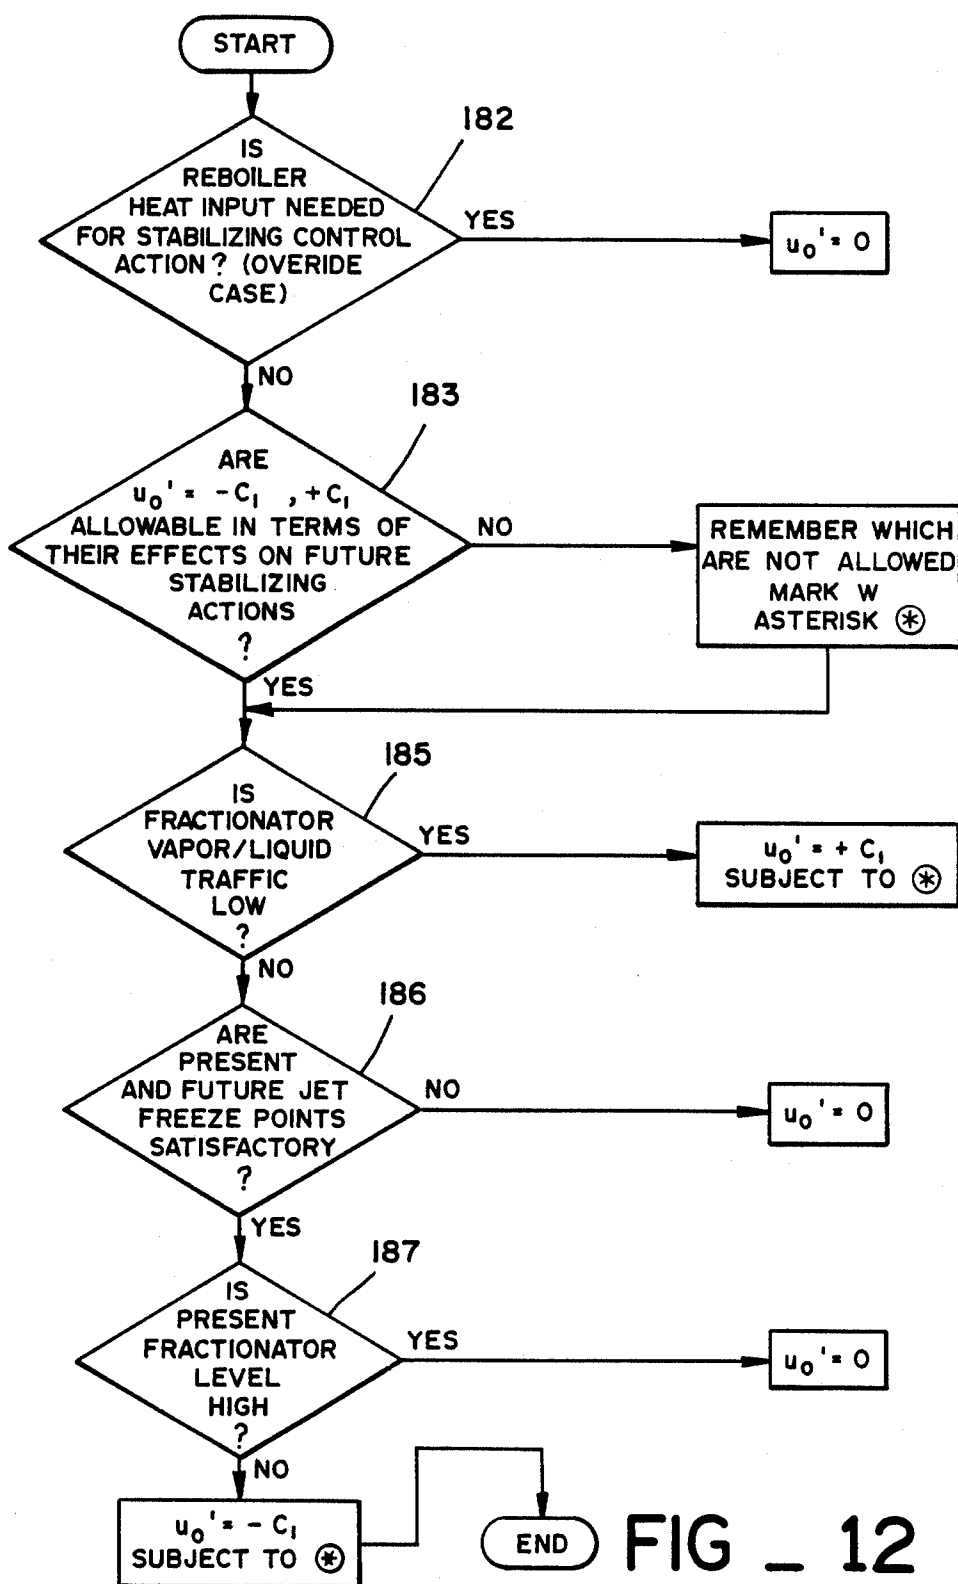 START
182
IS
REBOILER
HEAT INPUT NEEDED
FOR STABILIZING CONTROL
ACTION? (OVERIDE
CASE)
YES
u₀' = 0
NO
183
ARE
u₀' = -C₁ , +C₁
ALLOWABLE IN TERMS OF
THEIR EFFECTS ON FUTURE
STABILIZING
ACTIONS
?
NO
REMEMBER WHICH
ARE NOT ALLOWED
MARK W
ASTERISK ⊛
YES
185
IS
FRACTIONATOR
VAPOR/LIQUID
TRAFFIC
LOW
?
YES
u₀' = + C₁
SUBJECT TO ⊛
NO
186
ARE
PRESENT
AND FUTURE JET
FREEZE POINTS
SATISFACTORY
?
NO
u₀' = 0
YES
187
IS
PRESENT
FRACTIONATOR
LEVEL
HIGH
?
YES
u₀' = 0
NO
u₀' = - C₁
SUBJECT TO ⊛
END
FIG _ 12